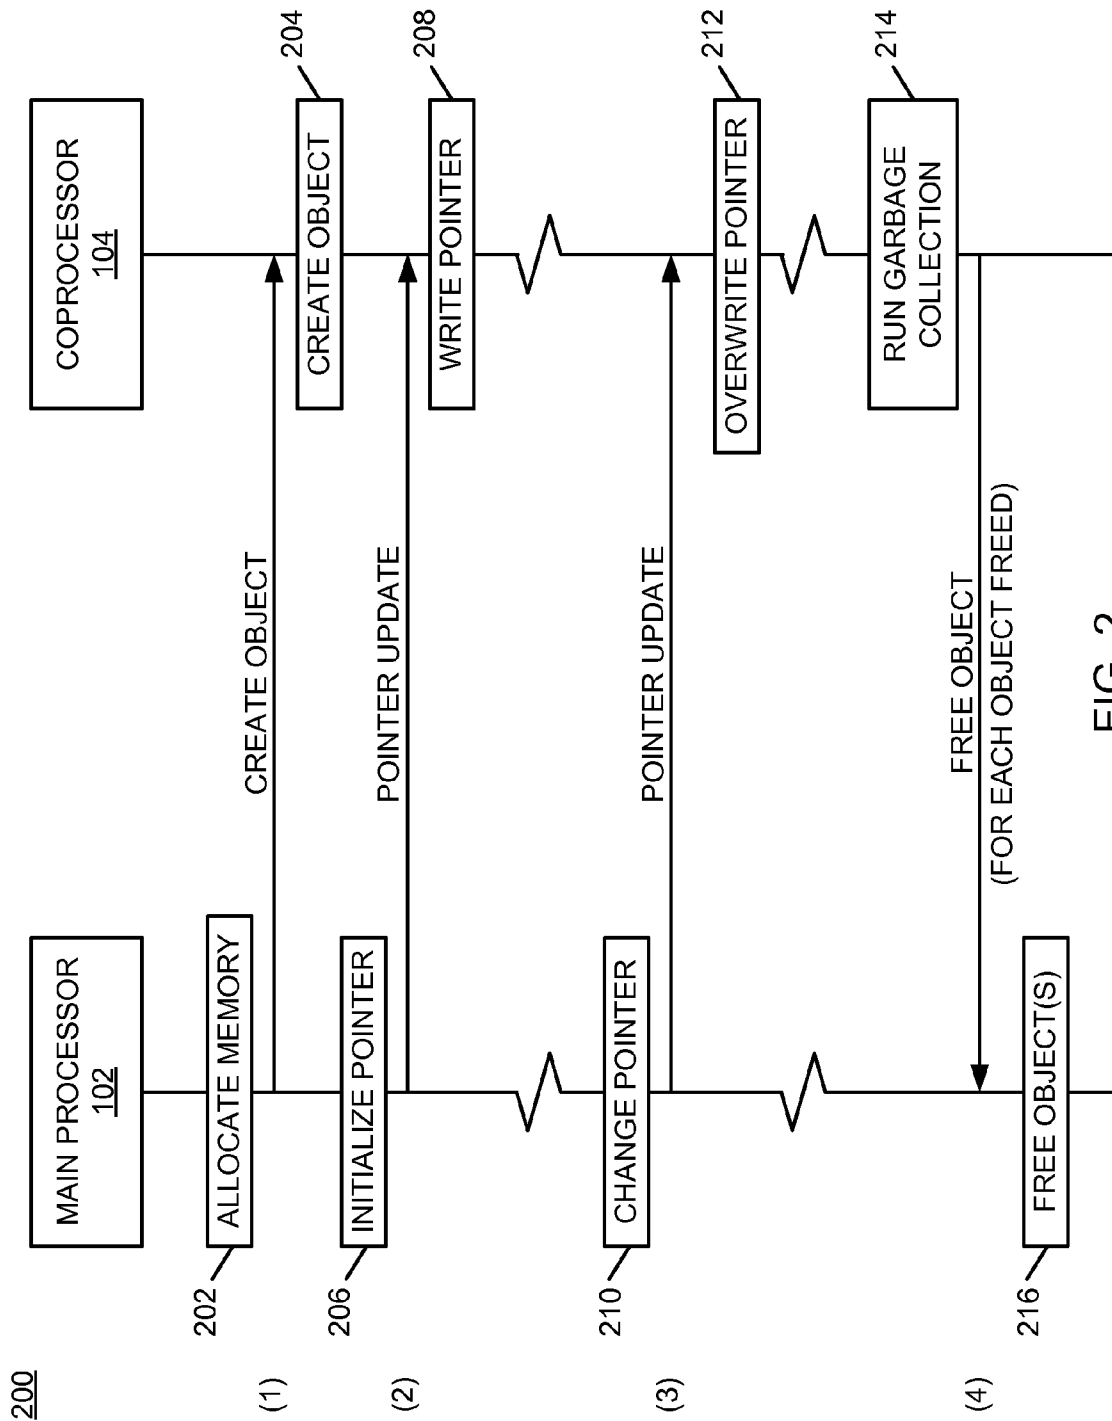 200
MAIN PROCESSOR
102
COPROCESSOR
104
202
ALLOCATE MEMORY
(1)
CREATE OBJECT
CREATE OBJECT
204
206
INITIALIZE POINTER
(2)
POINTER UPDATE
WRITE POINTER
208
210
CHANGE POINTER
(3)
POINTER UPDATE
OVERWRITE POINTER
212
RUN GARBAGE
COLLECTION
214
(4)
FREE OBJECT
(FOR EACH OBJECT FREED)
216
FREE OBJECT(S)
FIG. 2